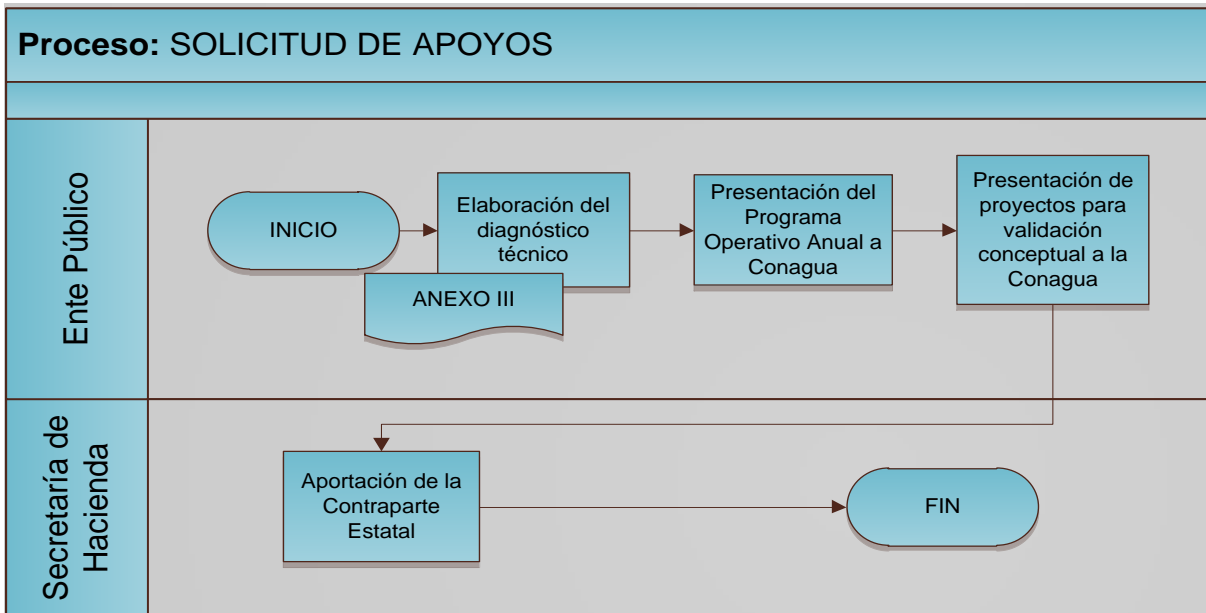 Proceso: SOLICITUD DE APOYOS
Ente Público
INICIO
Elaboración del
diagnóstico
técnico
ANEXO III
Presentación del
Programa
Operativo Anual a
Conagua
Presentación de
proyectos para
validación
conceptual a la
Conagua
Secretaría de
Hacienda
Aportación de la
Contraparte
Estatal
FIN